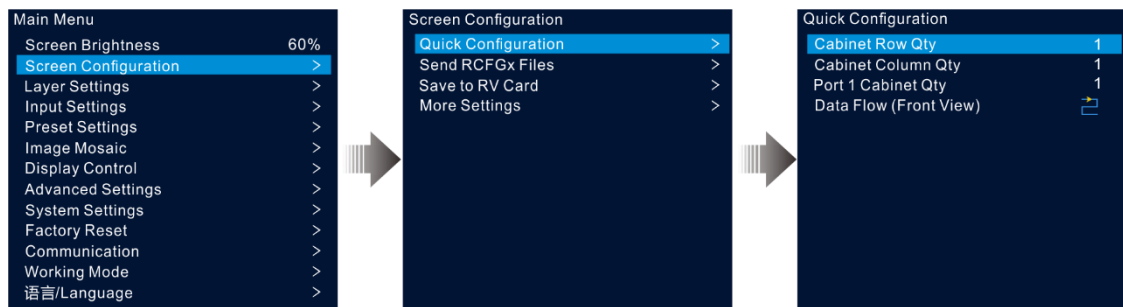 Main Menu
Screen Brightness 60%
Screen Configuration >
Layer Settings >
Input Settings >
Preset Settings >
Image Mosaic >
Display Control >
Advanced Settings >
System Settings >
Factory Reset >
Communication >
Working Mode >
语言/Language >
Screen Configuration
Quick Configuration >
Send RCFGx Files >
Save to RV Card >
More Settings >
Quick Configuration
Cabinet Row Qty 1
Cabinet Column Qty 1
Port 1 Cabinet Qty 1
Data Flow (Front View)